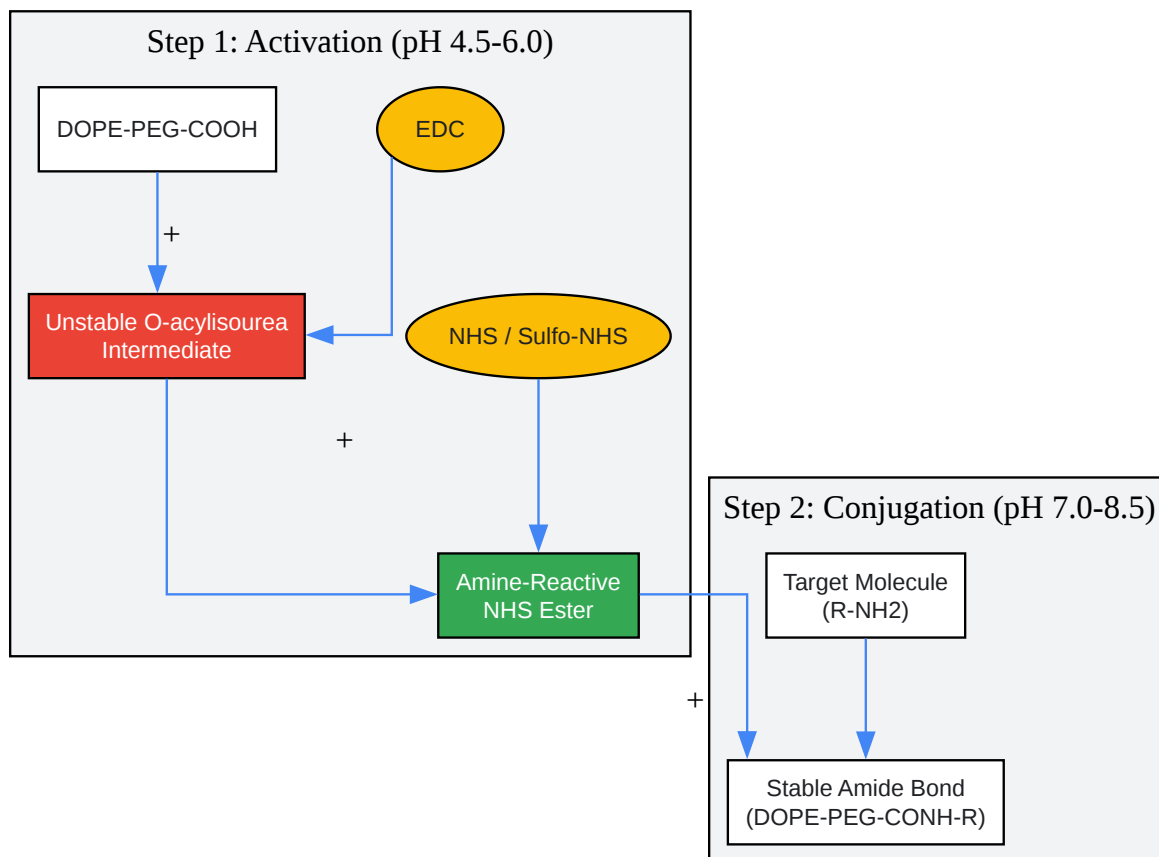 Step 1: Activation (pH 4.5-6.0)
DOPE-PEG-COOH
EDC
+
Unstable O-acylisourea
Intermediate
NHS / Sulfo-NHS
+
Step 2: Conjugation (pH 7.0-8.5)
Amine-Reactive
NHS Ester
Target Molecule
(R-NH2)
+
Stable Amide Bond
(DOPE-PEG-CONH-R)